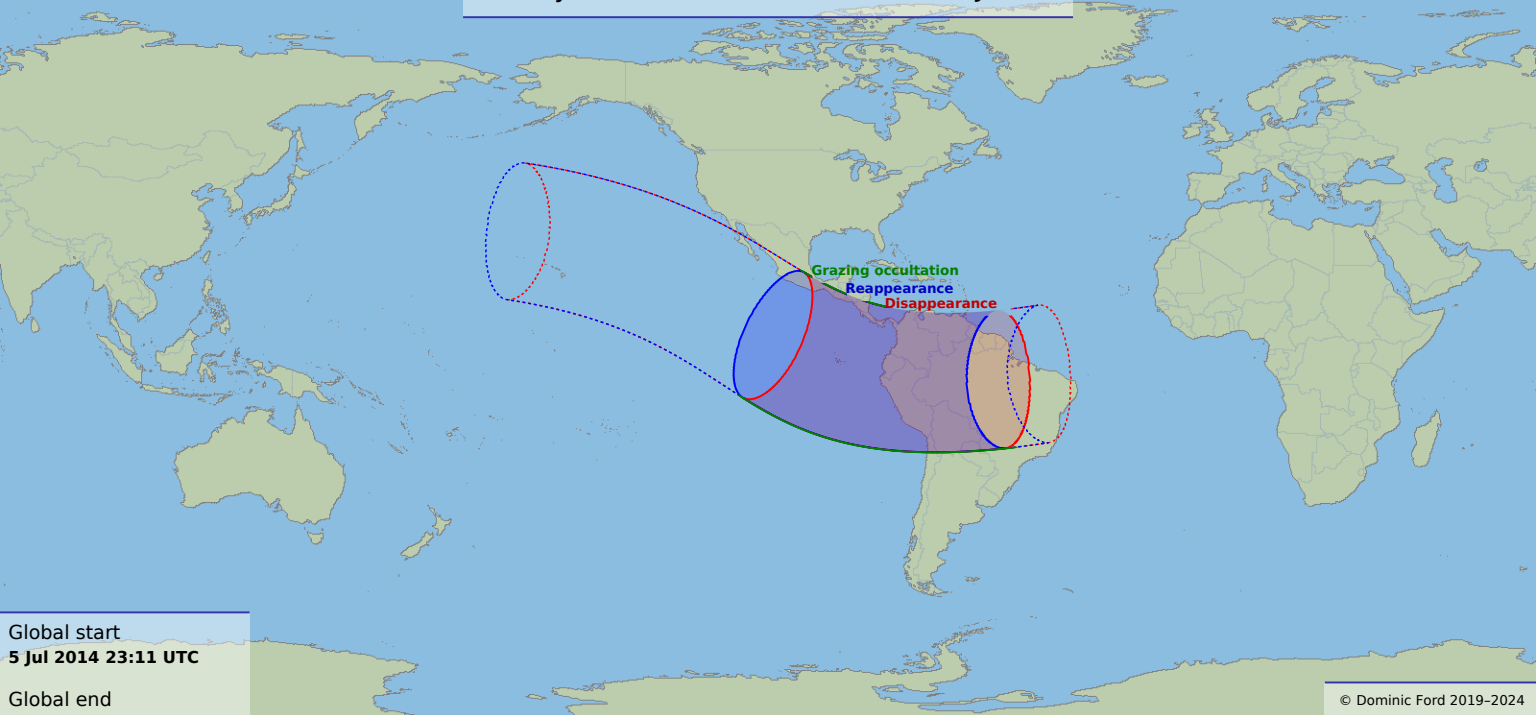 Grazing occultation
Reappearance
Disappearance
Global start
5 Jul 2014 23:11 UTC
Global end
© Dominic Ford 2019–2024